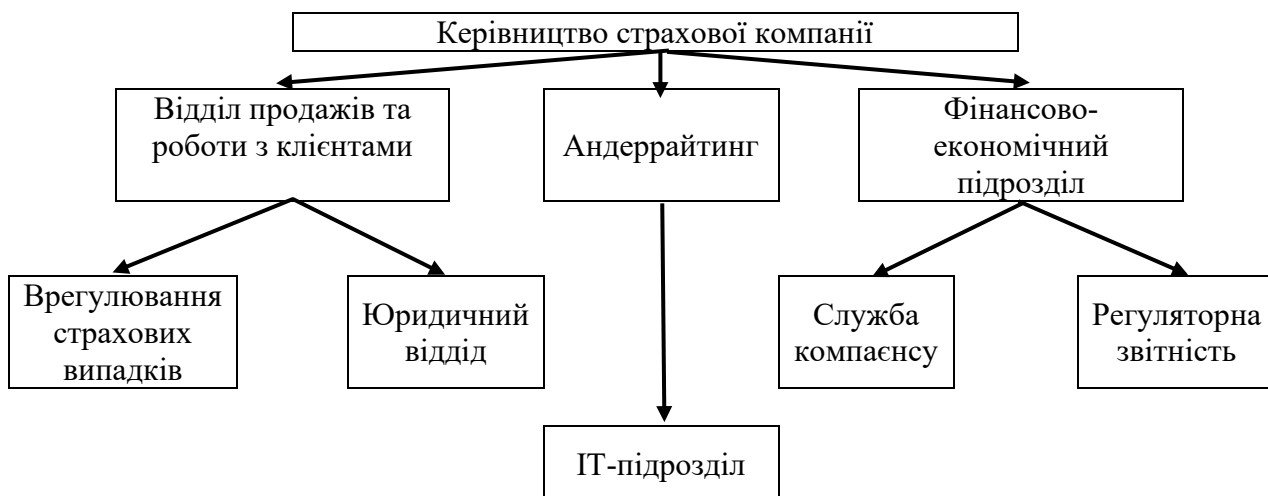 Керівництво страхової компанії
Відділ продажів та
роботи з клієнтами
Андеррайтинг
Фінансово-
економічний
підрозділ
Врегулювання
страхових
випадків
Юридичний
віддід
Служба
компаєнсу
Регуляторна
звітність
ІТ-підрозділ